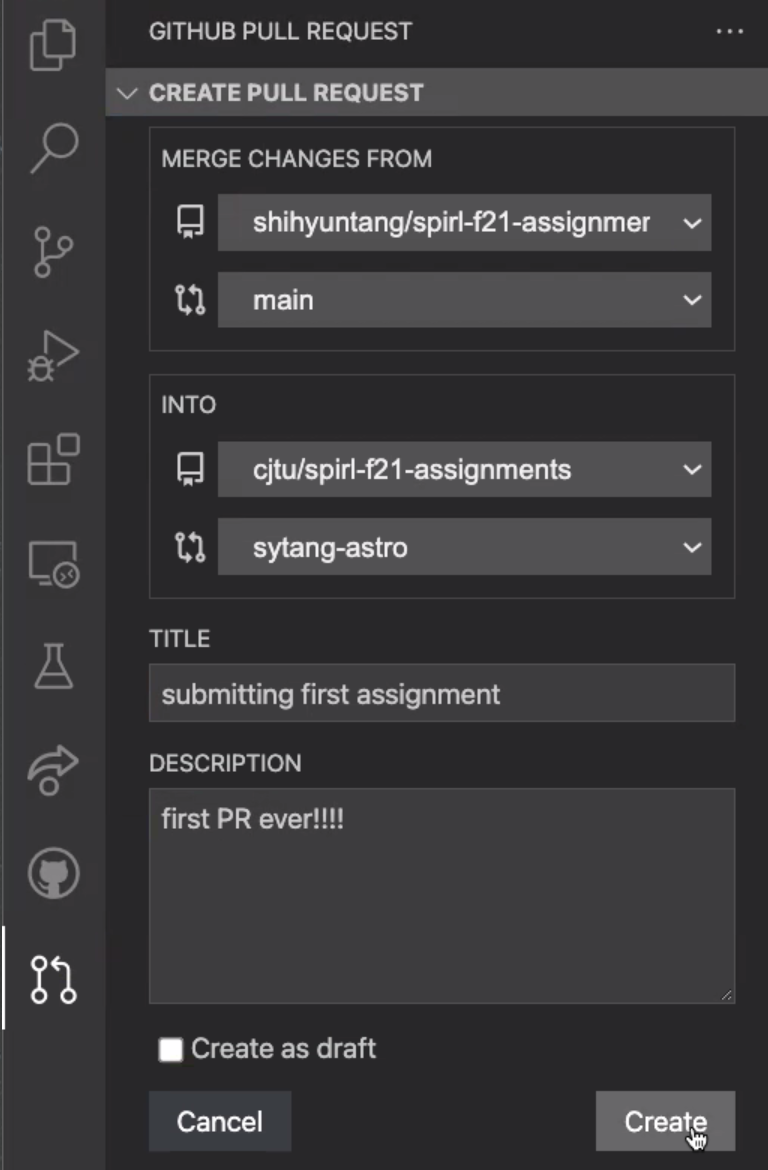 GITHUB PULL REQUEST
CREATE PULL REQUEST
MERGE CHANGES FROM
shihyuntang/spirl-f21-assignmer
main
INTO
cjtu/spirl-f21-assignments
sytang-astro
TITLE
submitting first assignment
DESCRIPTION
first PR ever!!!!
Create as draft
Cancel
Create